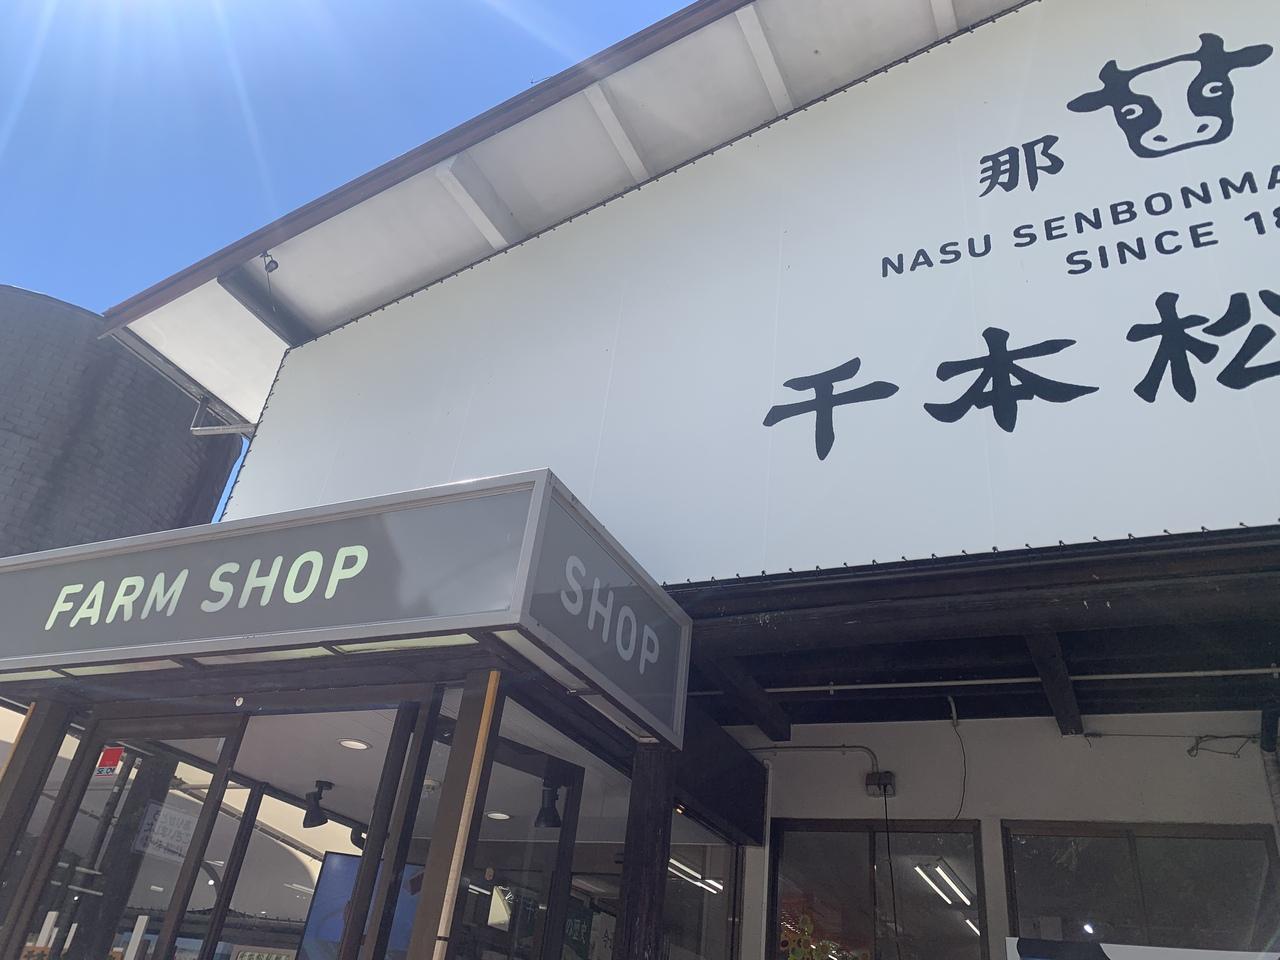 那
NASU SENBONMA
SINCE 18
千本松
FARM SHOP
SHOP